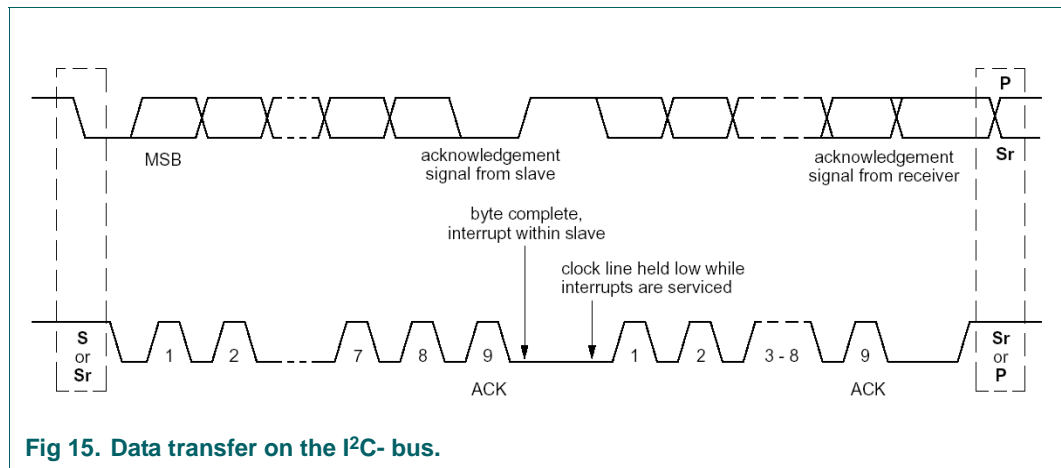 P
Sr
MSB
acknowledgement
signal from slave
acknowledgement
signal from receiver
byte complete,
interrupt within slave
clock line held low while
interrupts are serviced
S
or
Sr
1 2 7 8 9 1 2 3 - 8 9
Sr
or
P
ACK ACK
Fig 15. Data transfer on the I²C- bus.